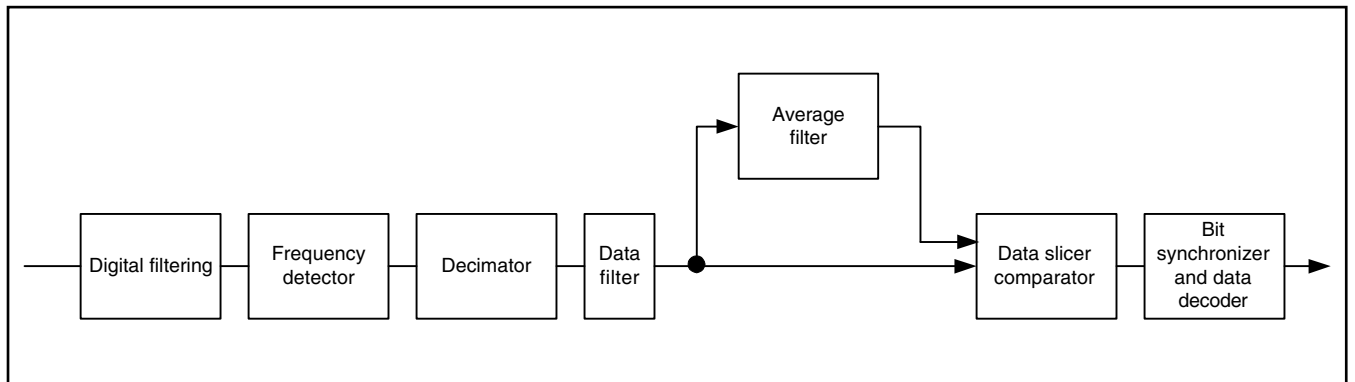 Average
filter
Digital filtering
Frequency
detector
Decimator
Data
filter
Data slicer
comparator
Bit
synchronizer
and data
decoder